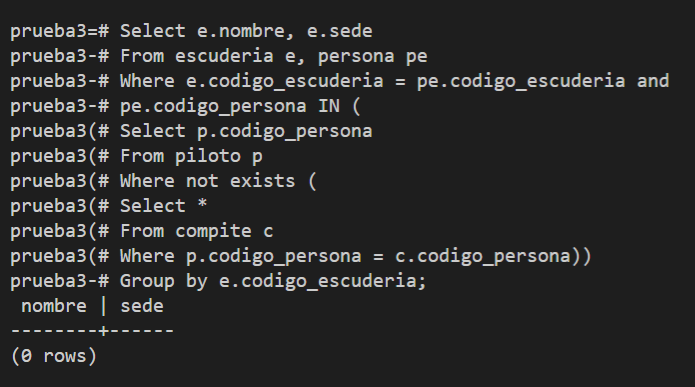 prueba3=# Select e.nombre, e.sede
prueba3-# From escuderia e, persona pe
prueba3-# Where e.codigo_escuderia = pe.codigo_escuderia and
prueba3-# pe.codigo_persona IN (
prueba3(# Select p.codigo_persona
prueba3(# From piloto p
prueba3(# Where not exists (
prueba3(# Select *
prueba3(# From compite c
prueba3(# Where p.codigo_persona = c.codigo_persona))
prueba3-# Group by e.codigo_escuderia;
 nombre | sede
--------+------
(0 rows)